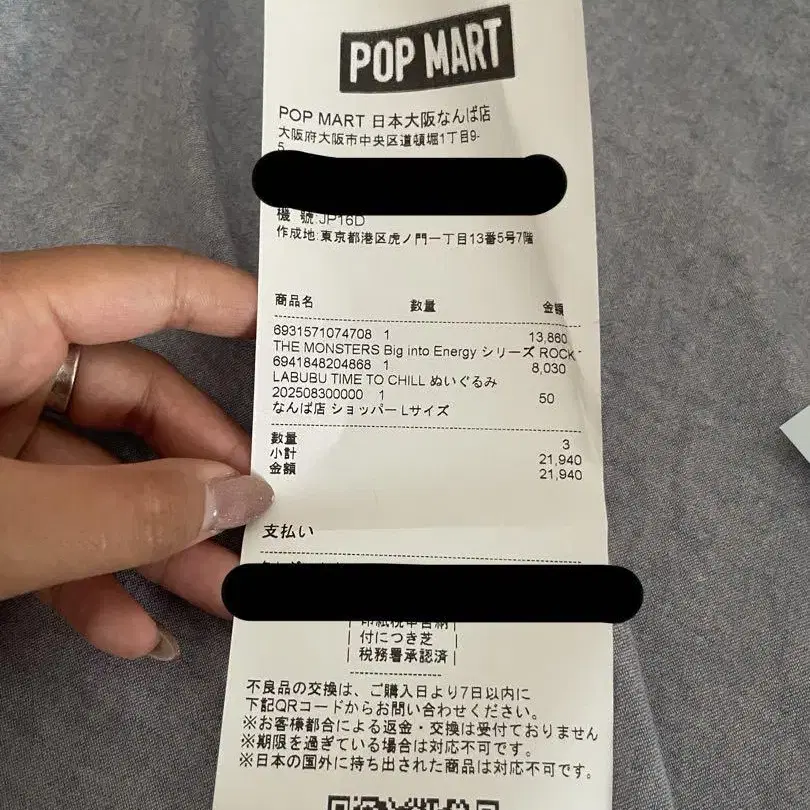 POP MART
POP MART 日本大阪なんば店
大阪府大阪市中央区道頓堀1丁目9-
5
機 號:JP16D
作成地:東京都港区虎ノ門一丁目13番5号7階
商品名 数量 金額
6931571074708 1 13,860
THE MONSTERS Big into Energy シリーズ ROCK
6941848204868 1 8,030
LABUBU TIME TO CHILL ぬいぐるみ
202508300000 1 50
なんば店 ショッパー Lサイズ
数量 3
小計 21,940
金額 21,940
支払い
印紙税申告納
付につき芝
税務署承認済
不良品の交換は、ご購入日より7日以内に
下記QRコードからお問い合わせください。
※お客様都合による返金・交換は受付ておりません
※期限を過ぎている場合は対応不可です。
※日本の国外に持ち出された商品は対応不可です。